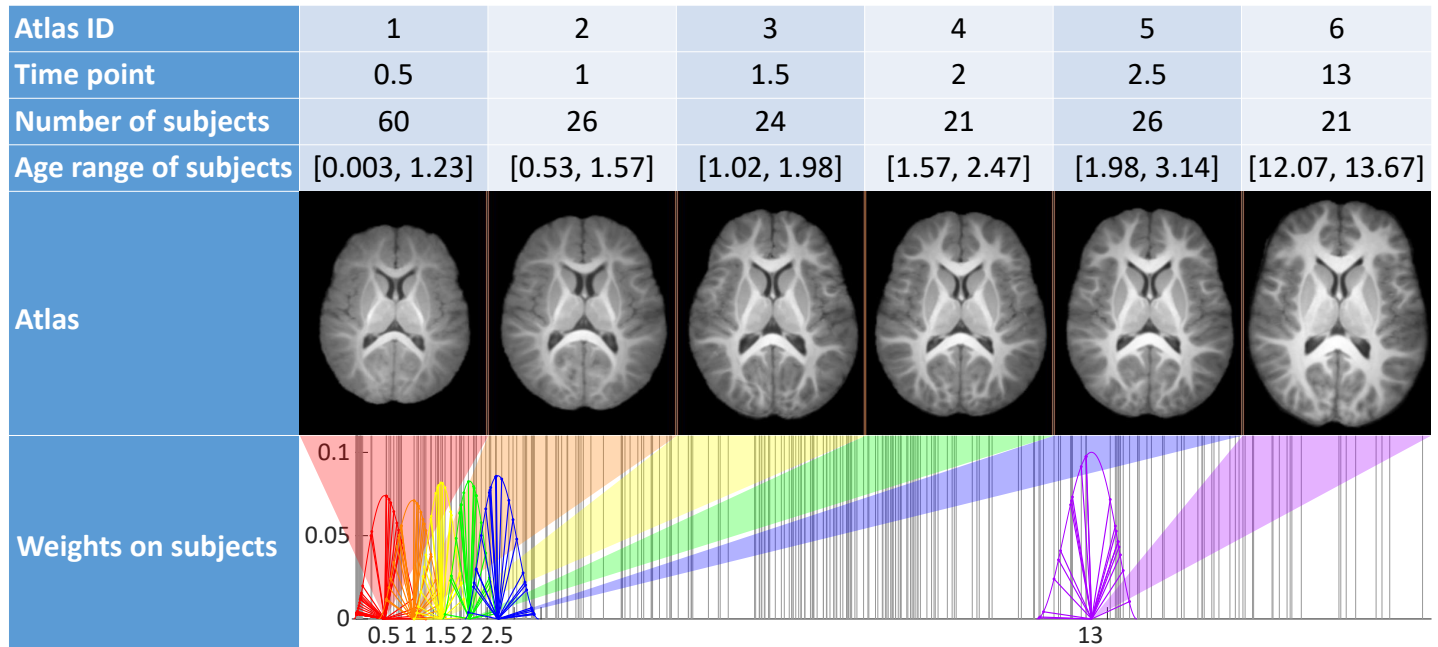 Atlas ID 1 2 3 4 5 6
Time point 0.5 1 1.5 2 2.5 13
Number of subjects 60 26 24 21 26 21
Age range of subjects [0.003, 1.23] [0.53, 1.57] [1.02, 1.98] [1.57, 2.47] [1.98, 3.14] [12.07, 13.67]
Atlas
0.1
0.05
Weights on subjects
0
0.5 1 1.5 2 2.5 13